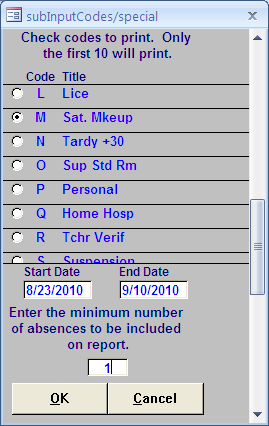 subInputCodes/special
Check codes to print. Only
the first 10 will print.
Code Title
L Lice
M Sat. Mkeup
N Tardy +30
O Sup Std Rm
P Personal
Q Home Hosp
R Tchr Verif
S Suspension
Start Date End Date
8/23/2010 9/10/2010
Enter the minimum number
of absences to be included
on report.
1
OK Cancel